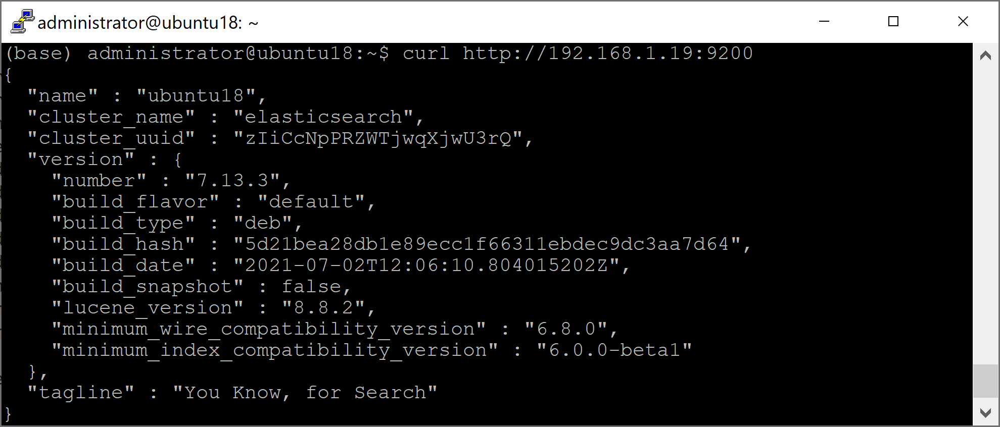 administrator@ubuntu18: ~
(base) administrator@ubuntu18:~$ curl http://192.168.1.19:9200
{
  "name" : "ubuntu18",
  "cluster_name" : "elasticsearch",
  "cluster_uuid" : "zIiCcNpPRZWTjwqXjwU3rQ",
  "version" : {
    "number" : "7.13.3",
    "build_flavor" : "default",
    "build_type" : "deb",
    "build_hash" : "5d21bea28db1e89ecc1f66311ebdec9dc3aa7d64",
    "build_date" : "2021-07-02T12:06:10.804015202Z",
    "build_snapshot" : false,
    "lucene_version" : "8.8.2",
    "minimum_wire_compatibility_version" : "6.8.0",
    "minimum_index_compatibility_version" : "6.0.0-beta1"
  },
  "tagline" : "You Know, for Search"
}